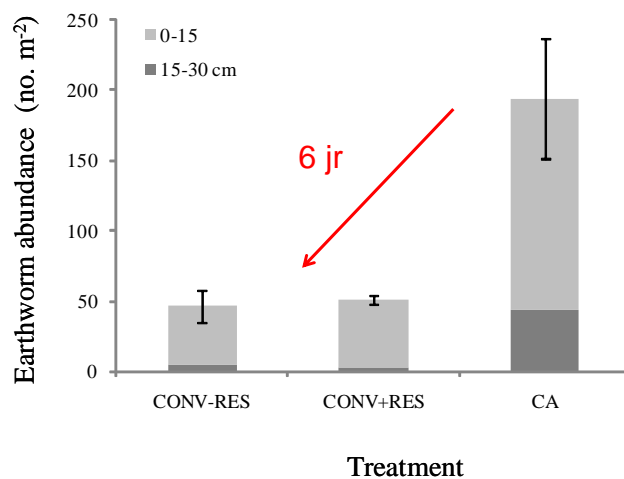 Earthworm abundance (no. m-2)
250
200
150
100
50
0
0-15
15-30 cm
6 jr
CONV-RES
CONV+RES
CA
Treatment